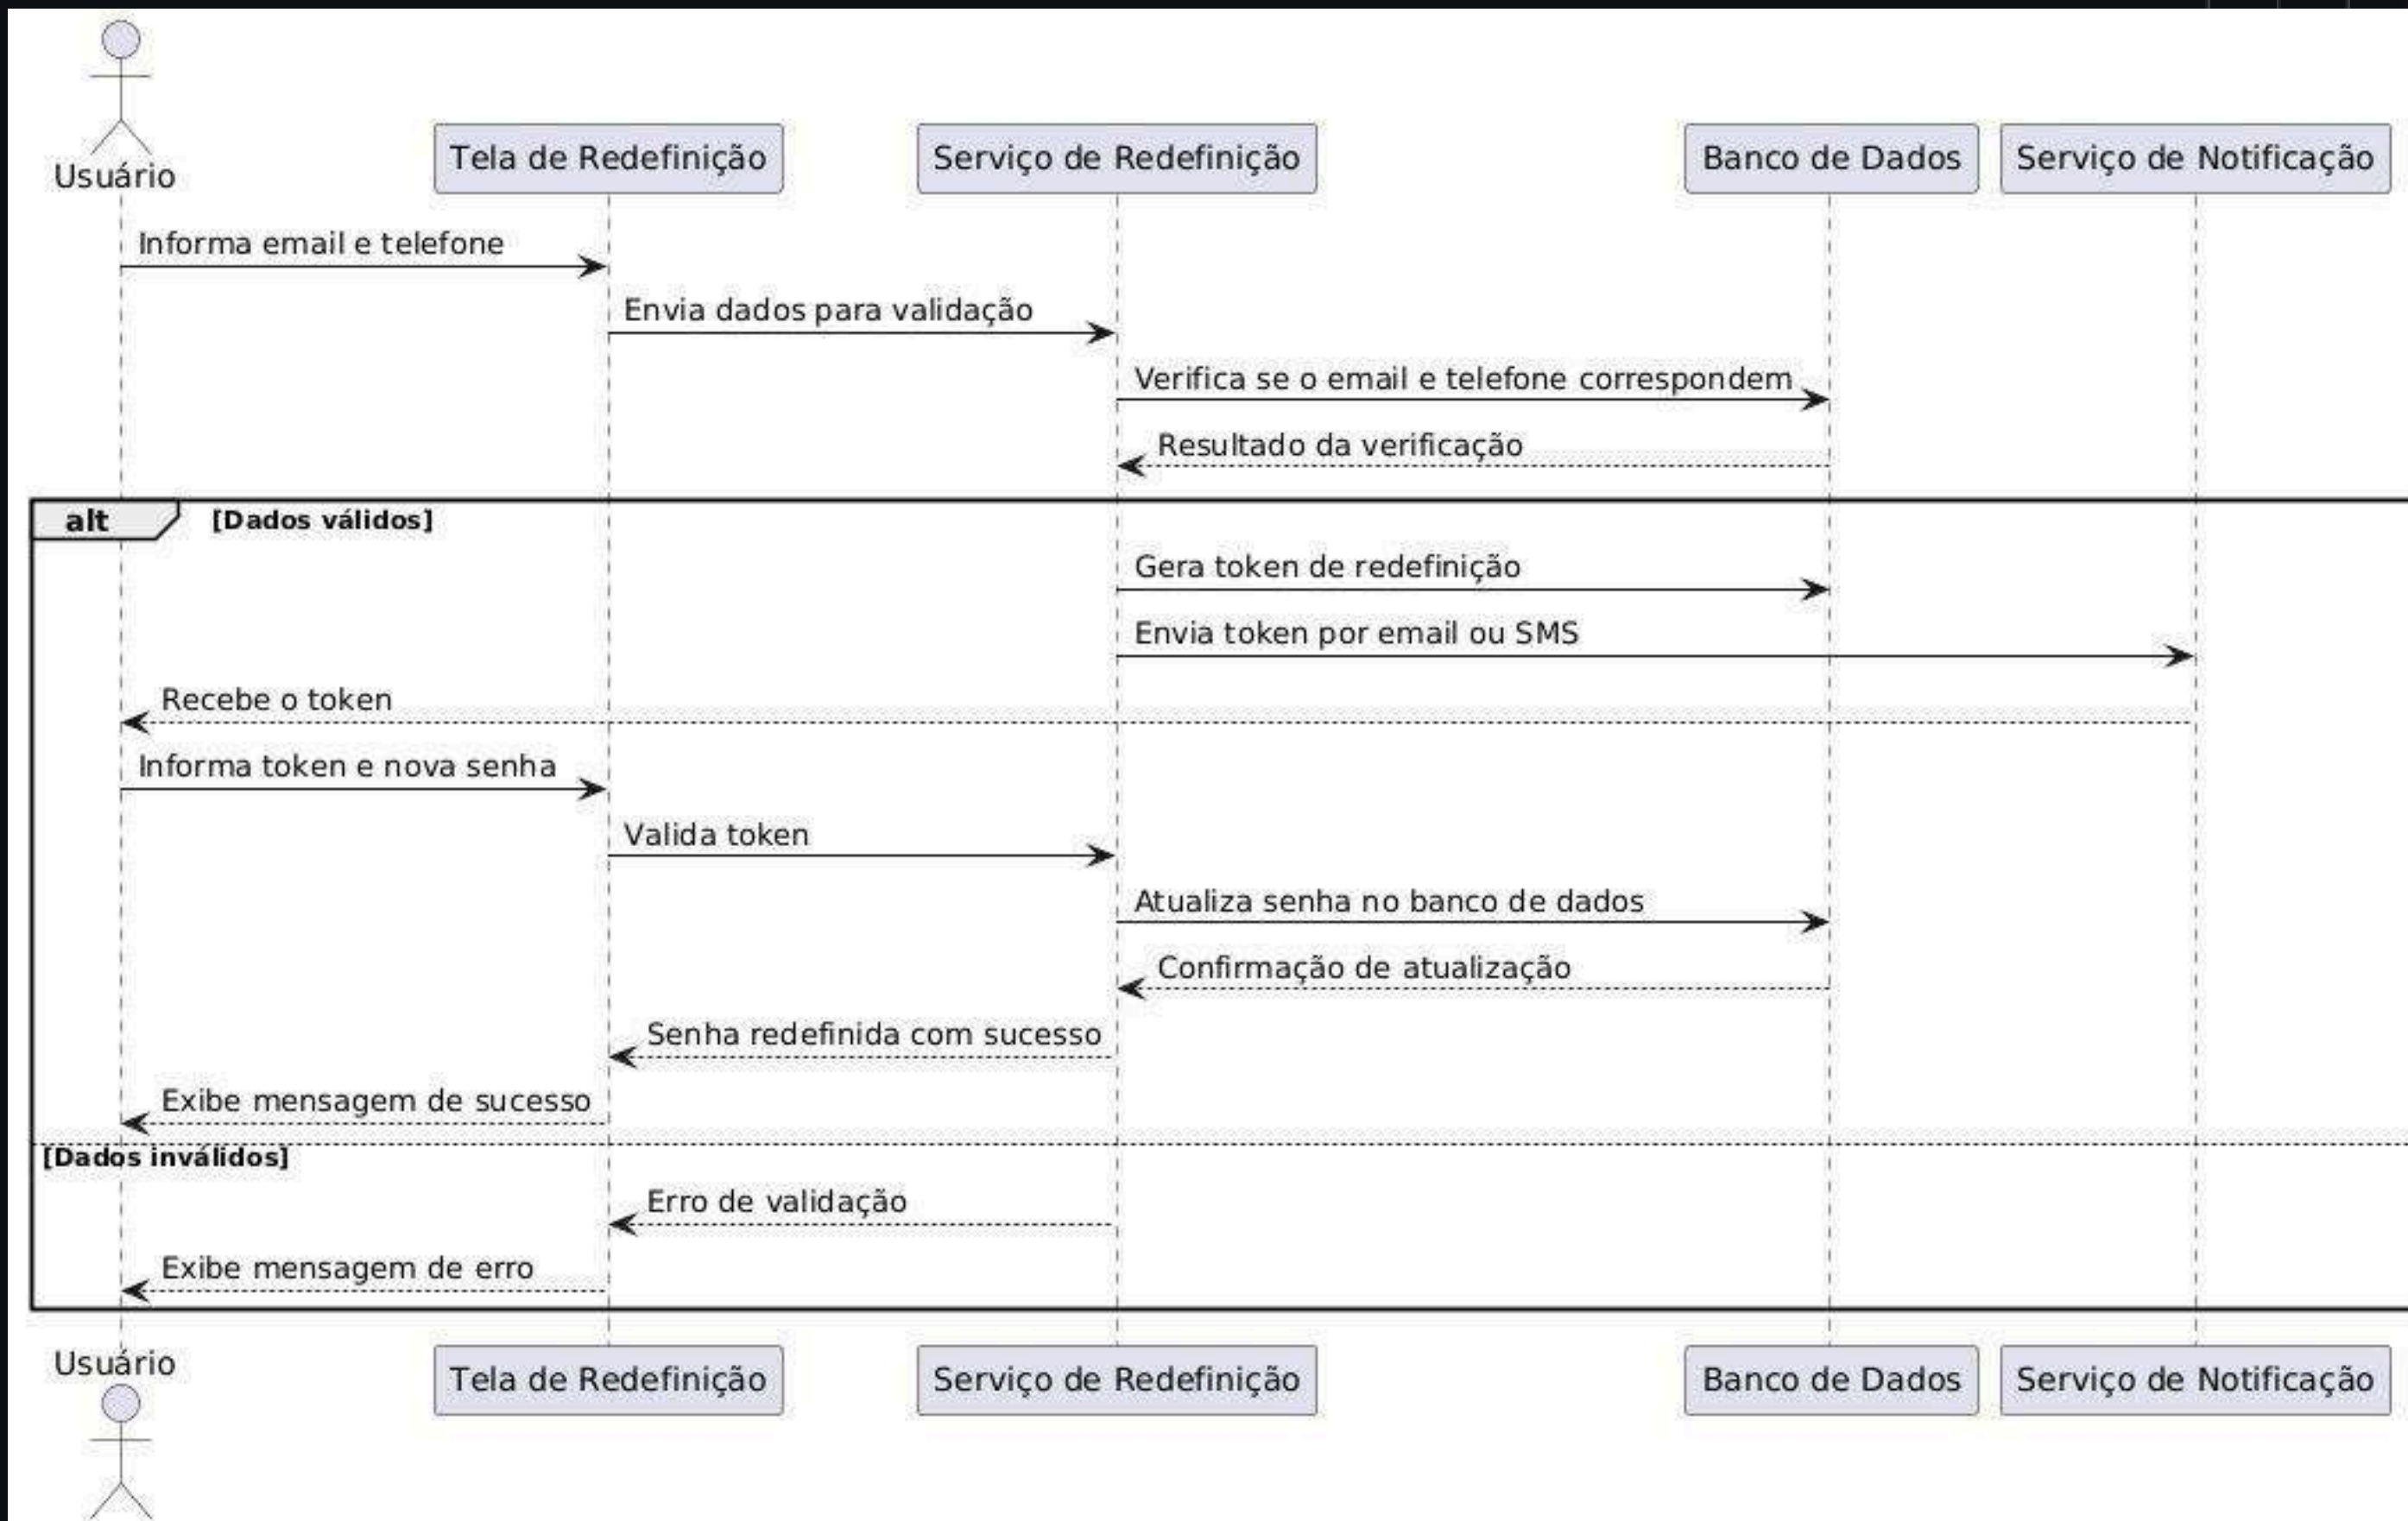 Usuário
Tela de Redefinição
Serviço de Redefinição
Banco de Dados
Serviço de Notificação
Informa email e telefone
Envia dados para validação
Verifica se o email e telefone correspondem
Resultado da verificação
alt [Dados válidos]
Gera token de redefinição
Envia token por email ou SMS
Recebe o token
Informa token e nova senha
Valida token
Atualiza senha no banco de dados
Confirmação de atualização
Senha redefinida com sucesso
Exibe mensagem de sucesso
[Dados inválidos]
Erro de validação
Exibe mensagem de erro
Usuário
Tela de Redefinição
Serviço de Redefinição
Banco de Dados
Serviço de Notificação